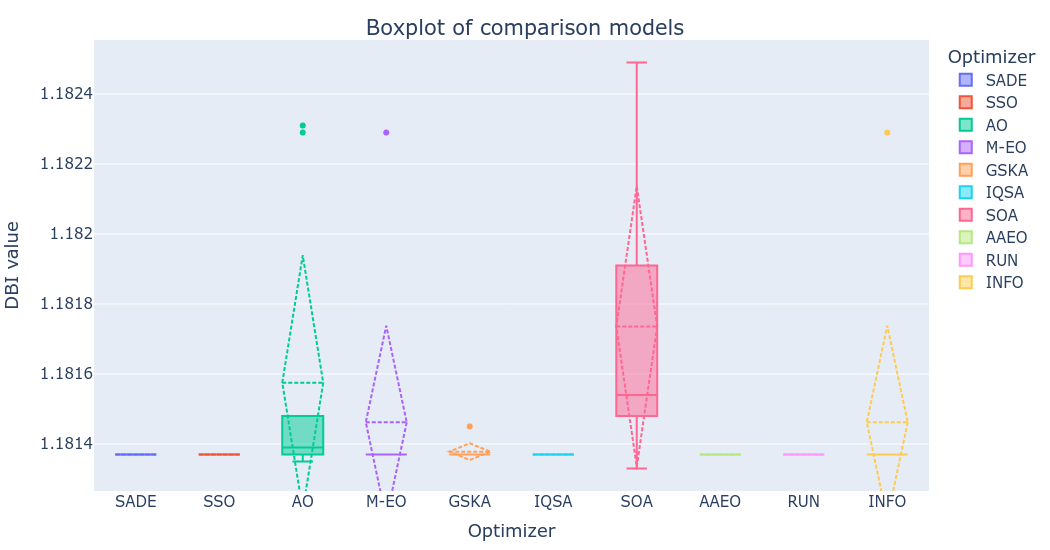 Boxplot of comparison models
DBI value
1.1824
1.1822
1.182
1.1818
1.1816
1.1814
SADE SSO AO M-EO GSKA IQSA SOA AAEO RUN INFO
Optimizer
Optimizer
SADE
SSO
AO
M-EO
GSKA
IQSA
SOA
AAEO
RUN
INFO